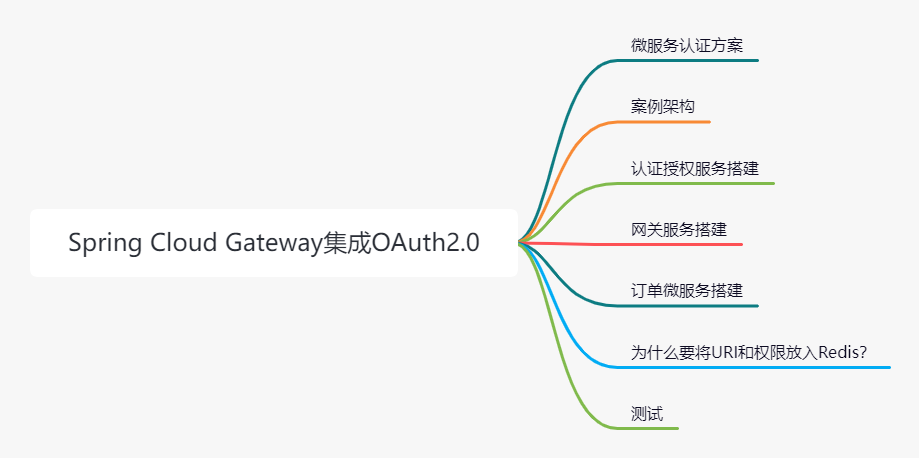 Spring Cloud Gateway集成OAuth2.0
微服务认证方案
案例架构
认证授权服务搭建
网关服务搭建
订单微服务搭建
为什么要将URI和权限放入Redis?
测试